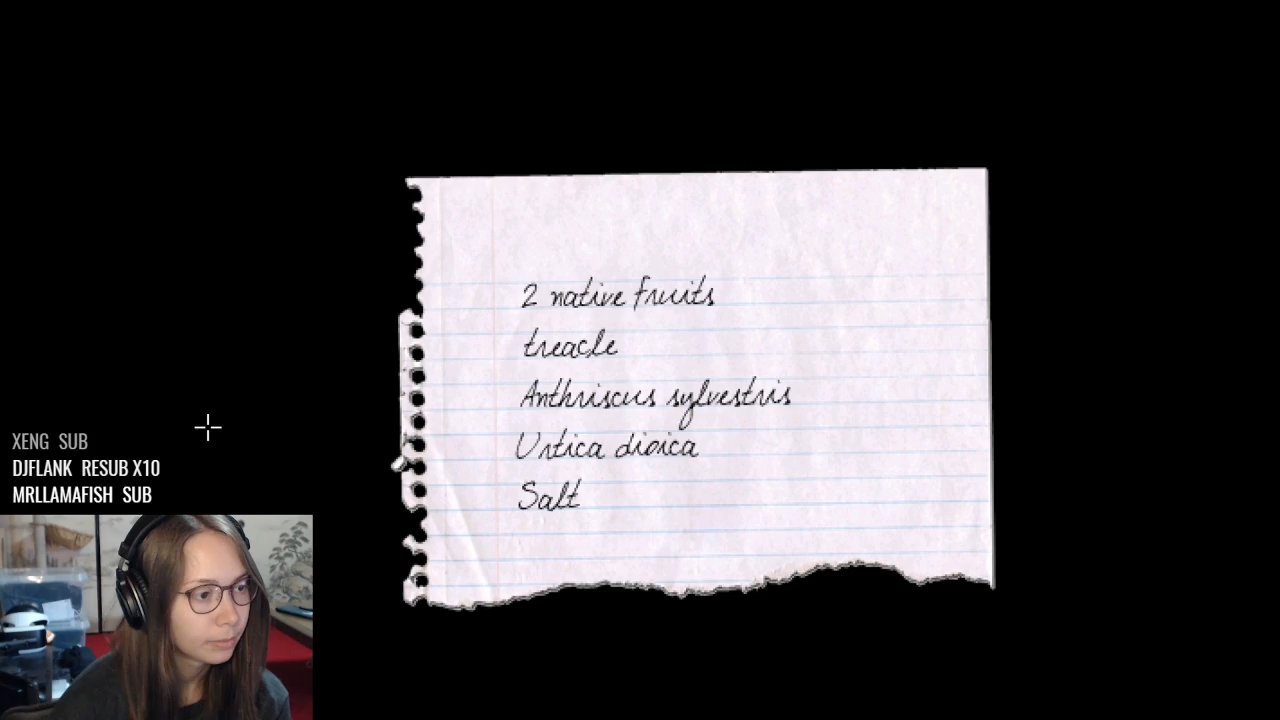 2 native fruits
treacle
Anthriscus sylvestris
Urtica dioica
Salt
XENG SUB
DJFLANK RESUB X10
MRLLAMAFISH SUB